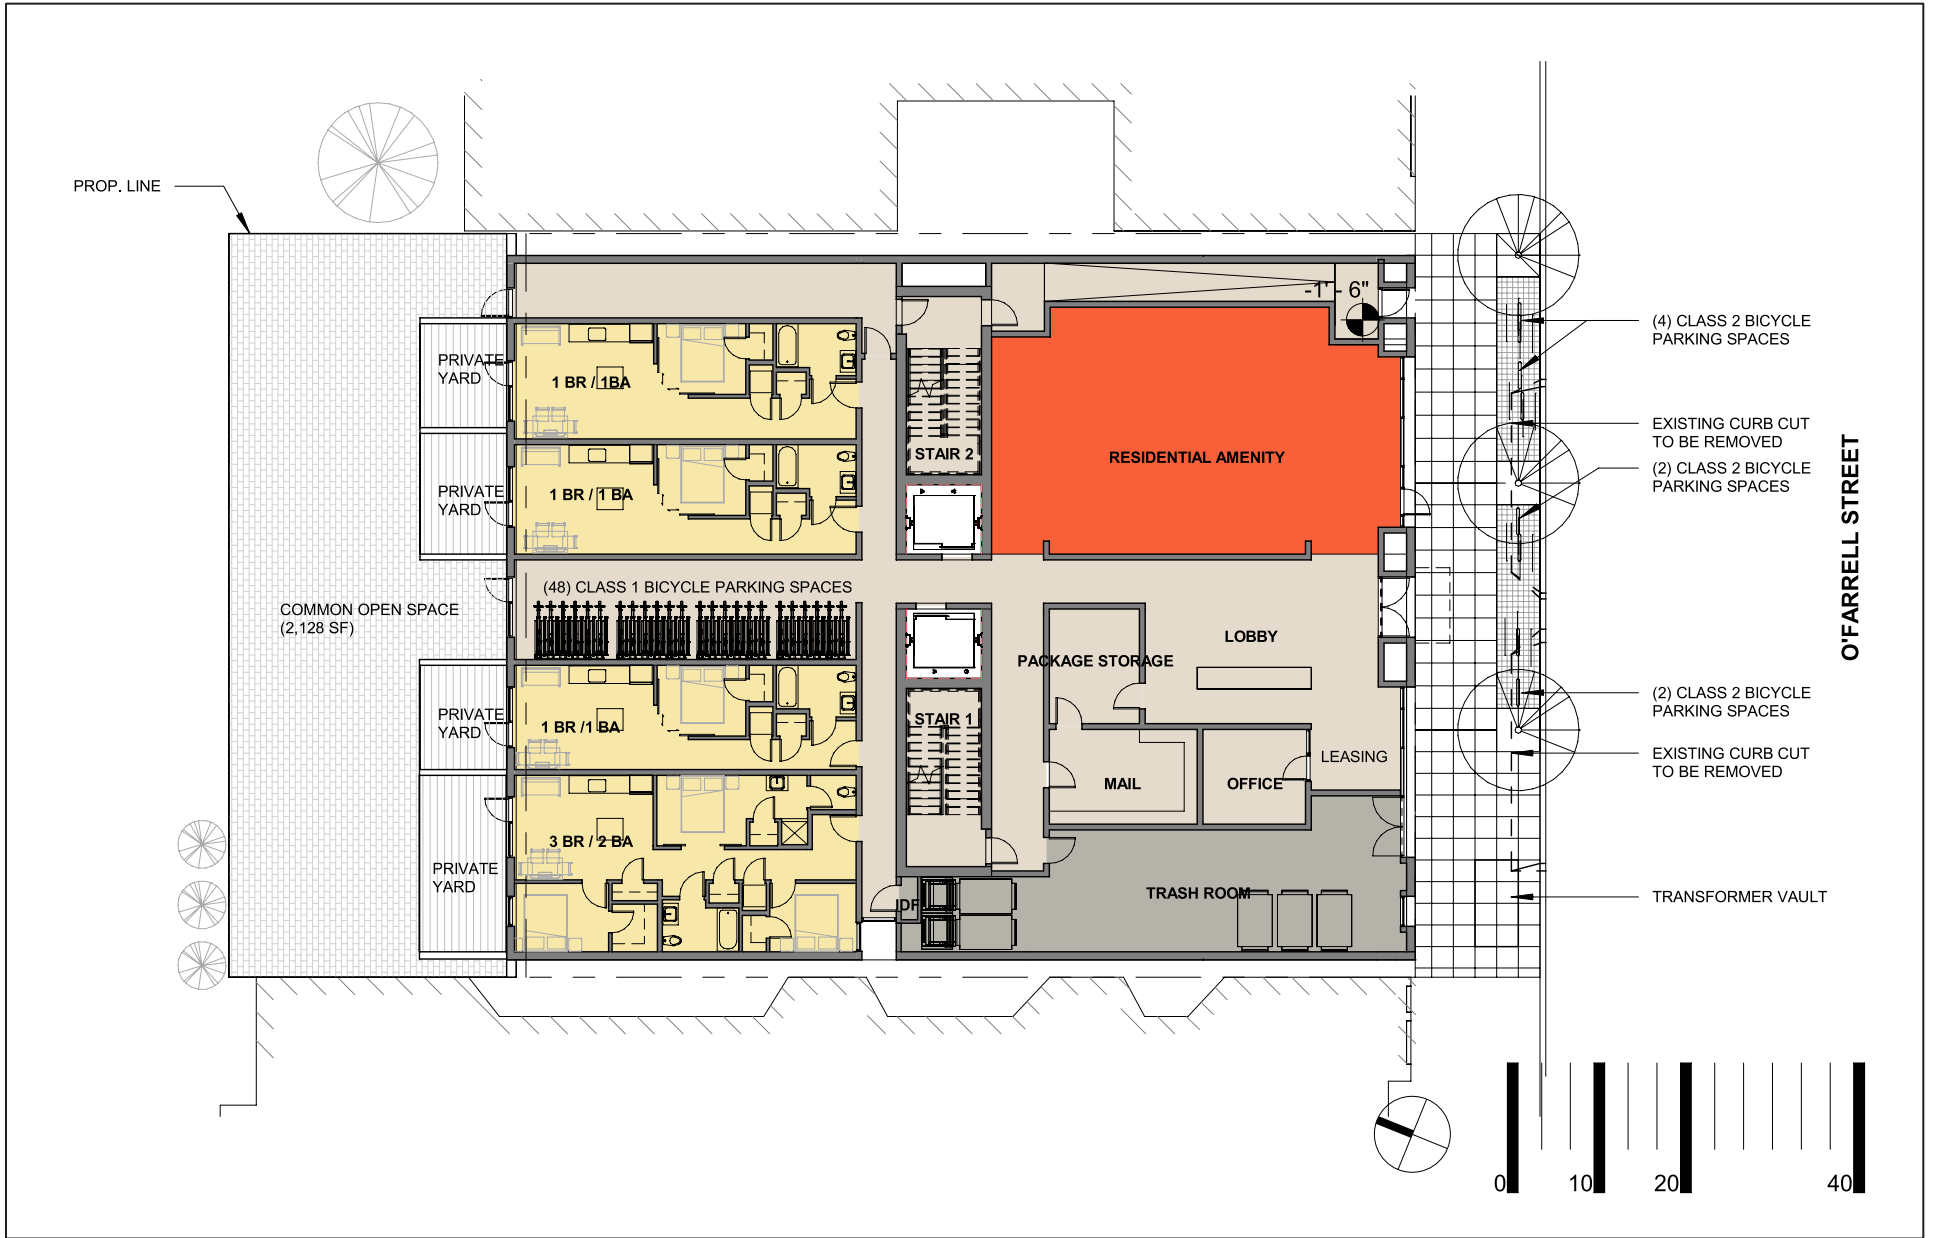 PROP. LINE
-1' - 6"
(4) CLASS 2 BICYCLE
PARKING SPACES
PRIVATE
YARD
1 BR / 1BA
EXISTING CURB CUT
TO BE REMOVED
STAIR 2
RESIDENTIAL AMENITY
(2) CLASS 2 BICYCLE
PARKING SPACES
PRIVATE
YARD
1 BR / 1 BA
O'FARRELL STREET
(48) CLASS 1 BICYCLE PARKING SPACES
COMMON OPEN SPACE
(2,128 SF)
LOBBY
PACKAGE STORAGE
(2) CLASS 2 BICYCLE
PARKING SPACES
PRIVATE
YARD
1 BR /1 BA
STAIR 1
LEASING
EXISTING CURB CUT
TO BE REMOVED
MAIL
OFFICE
3 BR / 2 BA
PRIVATE
YARD
IDF
TRASH ROOM
TRANSFORMER VAULT
0
10
20
40